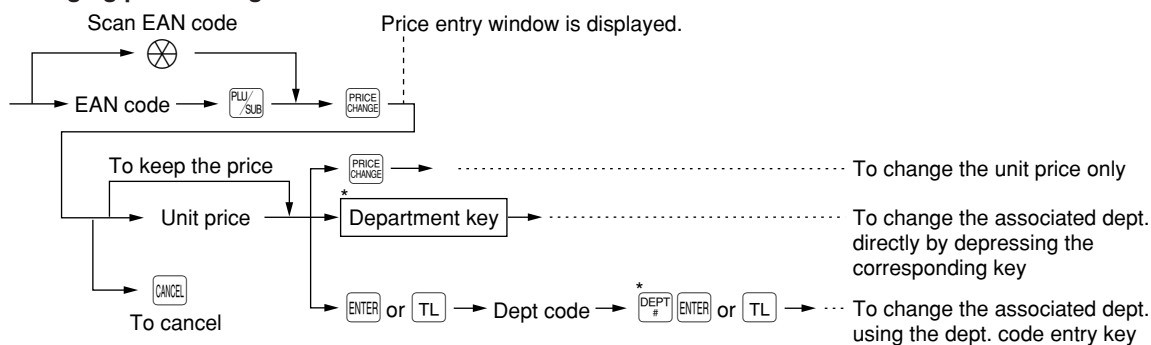 Scan EAN code
Price entry window is displayed.
EAN code PLU/SUB PRICE CHANGE
To keep the price
PRICE CHANGE To change the unit price only
*
Unit price Department key To change the associated dept.
directly by depressing the
corresponding key
CANCEL
To cancel
*
ENTER or TL Dept code DEPT # ENTER or TL To change the associated dept.
using the dept. code entry key